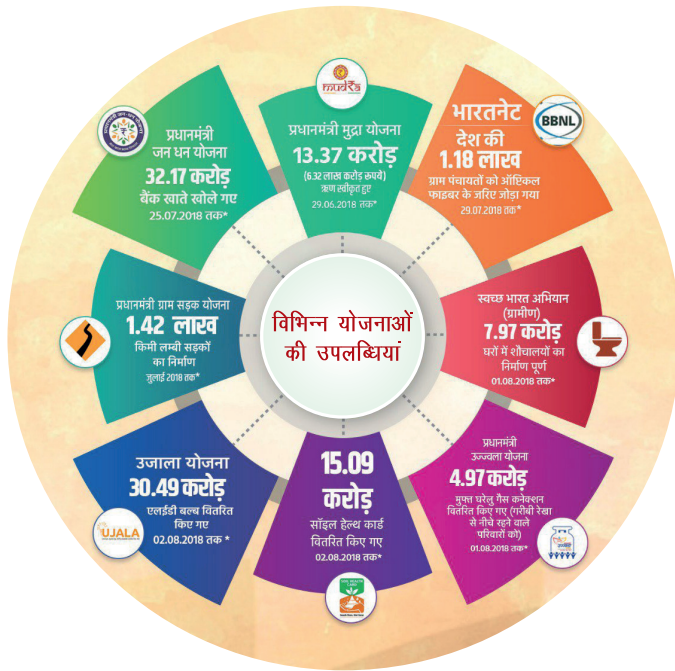 विभिन्न योजनाओं
की उपलब्धियां
mudRa
प्रधानमंत्री मुद्रा योजना
13.37 करोड़
(6.32 लाख करोड़ रूपये)
ऋण स्वीकृत हुए
29.06.2018 तक*
भारतनेट
देश की
1.18 लाख
ग्राम पंचायतों को ऑप्टिकल
फाइबर के जरिए जोड़ा गया
29.07.2018 तक*
BBNL
स्वच्छ भारत अभियान
(ग्रामीण)
7.97 करोड़
घरों में शौचालयों का
निर्माण पूर्ण
01.08.2018 तक*
प्रधानमंत्री
उज्ज्वला योजना
4.97 करोड़
मुफ्त घरेलु गैस कनेक्शन
वितरित किए गए (गरीबी रेखा
से नीचे रहने वाले
परिवारों को)
01.08.2018 तक*
15.09
करोड़
सॉइल हेल्थ कार्ड
वितरित किए गए
02.08.2018 तक*
उजाला योजना
30.49 करोड़
एलईडी बल्ब वितरित
किए गए
02.08.2018 तक *
UJALA
प्रधानमंत्री ग्राम सड़क योजना
1.42 लाख
किमी लम्बी सड़कों
का निर्माण
जुलाई 2018 तक*
प्रधानमंत्री
जन धन योजना
32.17 करोड़
बैंक खाते खोले गए
25.07.2018 तक*